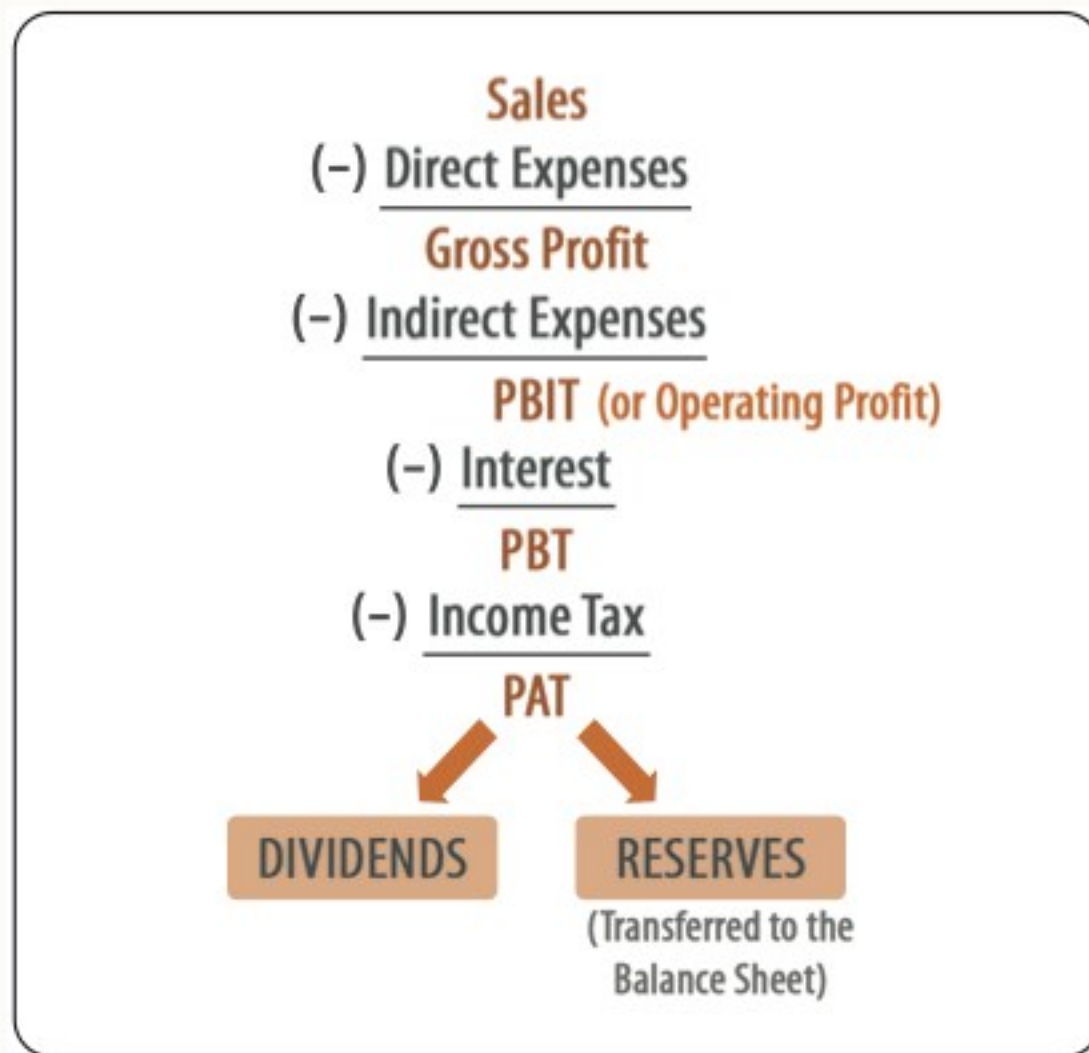 Sales
(–) Direct Expenses
Gross Profit
(–) Indirect Expenses
PBIT (or Operating Profit)
(–) Interest
PBT
(–) Income Tax
PAT
DIVIDENDS
RESERVES
(Transferred to the
Balance Sheet)